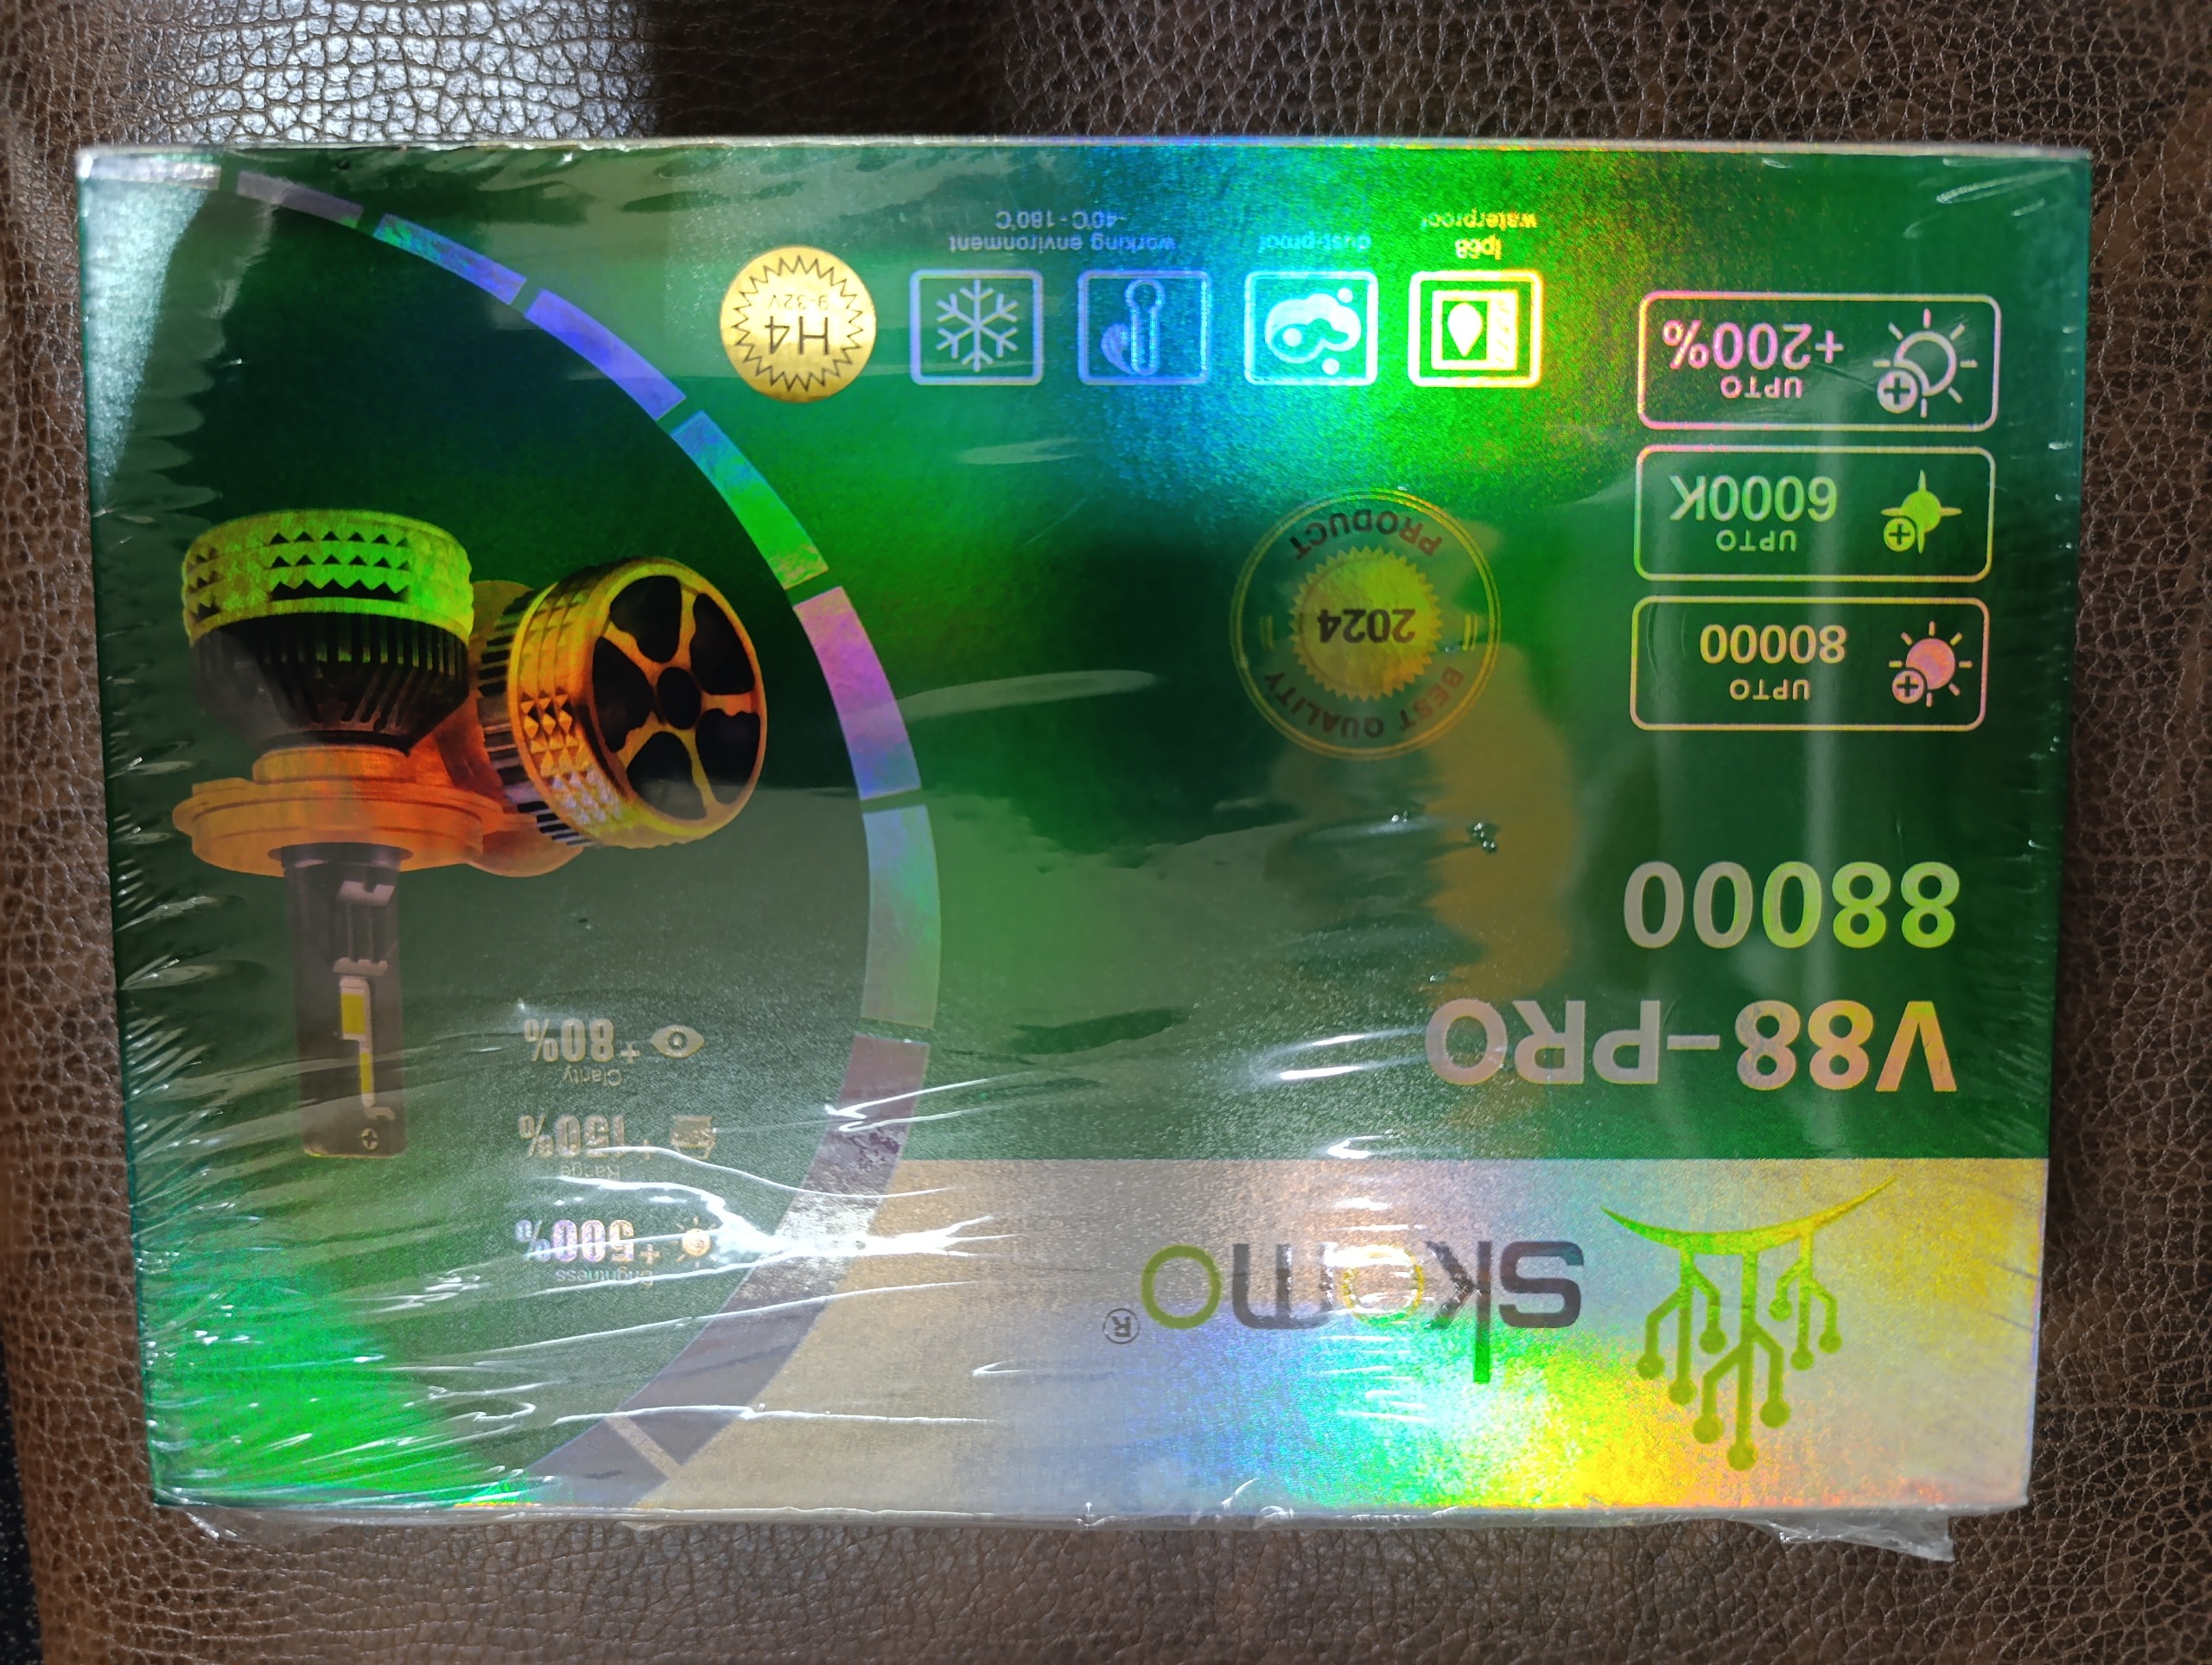 skomo®
V88-PRO
88000
UPTO
80000
UPTO
6000K
UPTO
+200%
BEST QUALITY
2024
PRODUCT
Ip68
waterproof
dust-proof
working environment
-40℃-180℃
H4
9-32V
Brightness
+500%
Range
+150%
Clarity
+80%